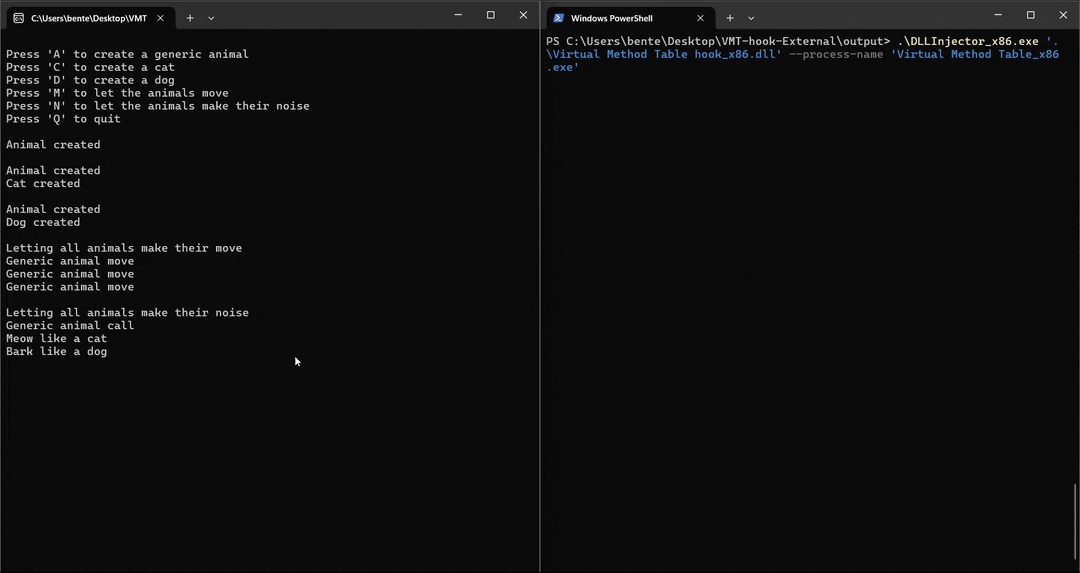 C:\Users\bente\Desktop\VMT
Press 'A' to create a generic animal
Press 'C' to create a cat
Press 'D' to create a dog
Press 'M' to let the animals move
Press 'N' to let the animals make their noise
Press 'Q' to quit
Animal created
Animal created
Cat created
Animal created
Dog created
Letting all animals make their move
Generic animal move
Generic animal move
Generic animal move
Letting all animals make their noise
Generic animal call
Meow like a cat
Bark like a dog
Windows PowerShell
PS C:\Users\bente\Desktop\VMT-hook-External\output> .\DLLInjector_x86.exe '.
\Virtual Method Table hook_x86.dll' --process-name 'Virtual Method Table_x86
.exe'